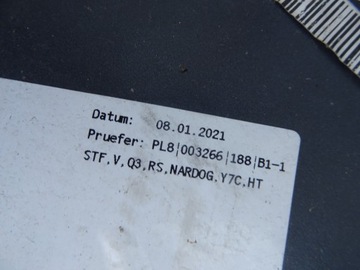 Datum: 08.01.2021
Pruefer: PL8|003266|188|B1-1
STF,V,Q3,RS,NARDOG,Y7C,HT